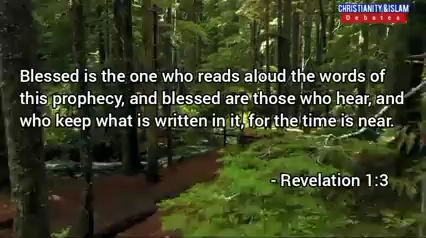 CHRISTIANITY & ISLAM
Debates
Blessed is the one who reads aloud the words of
this prophecy, and blessed are those who hear, and
who keep what is written in it, for the time is near.
- Revelation 1:3